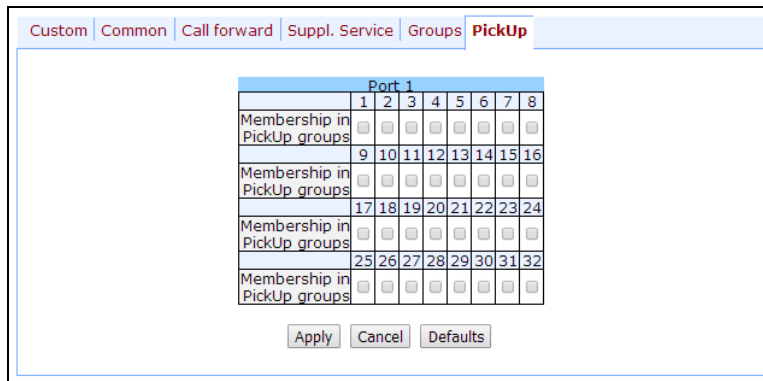 Custom Common Call forward Suppl. Service Groups PickUp
Port 1
1 2 3 4 5 6 7 8
Membership in
PickUp groups
9 10 11 12 13 14 15 16
Membership in
PickUp groups
17 18 19 20 21 22 23 24
Membership in
PickUp groups
25 26 27 28 29 30 31 32
Membership in
PickUp groups
Apply Cancel Defaults